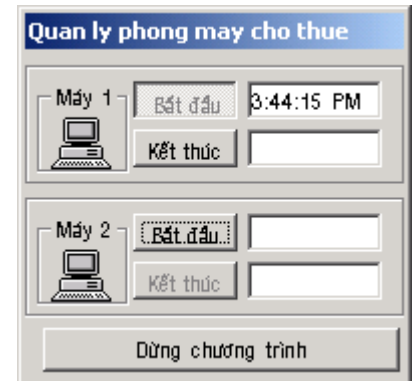 Quan ly phong may cho thue
Máy 1 Bắt đầu 3:44:15 PM
Kết thúc
Máy 2 Bắt đầu
Kết thúc
Dừng chương trình